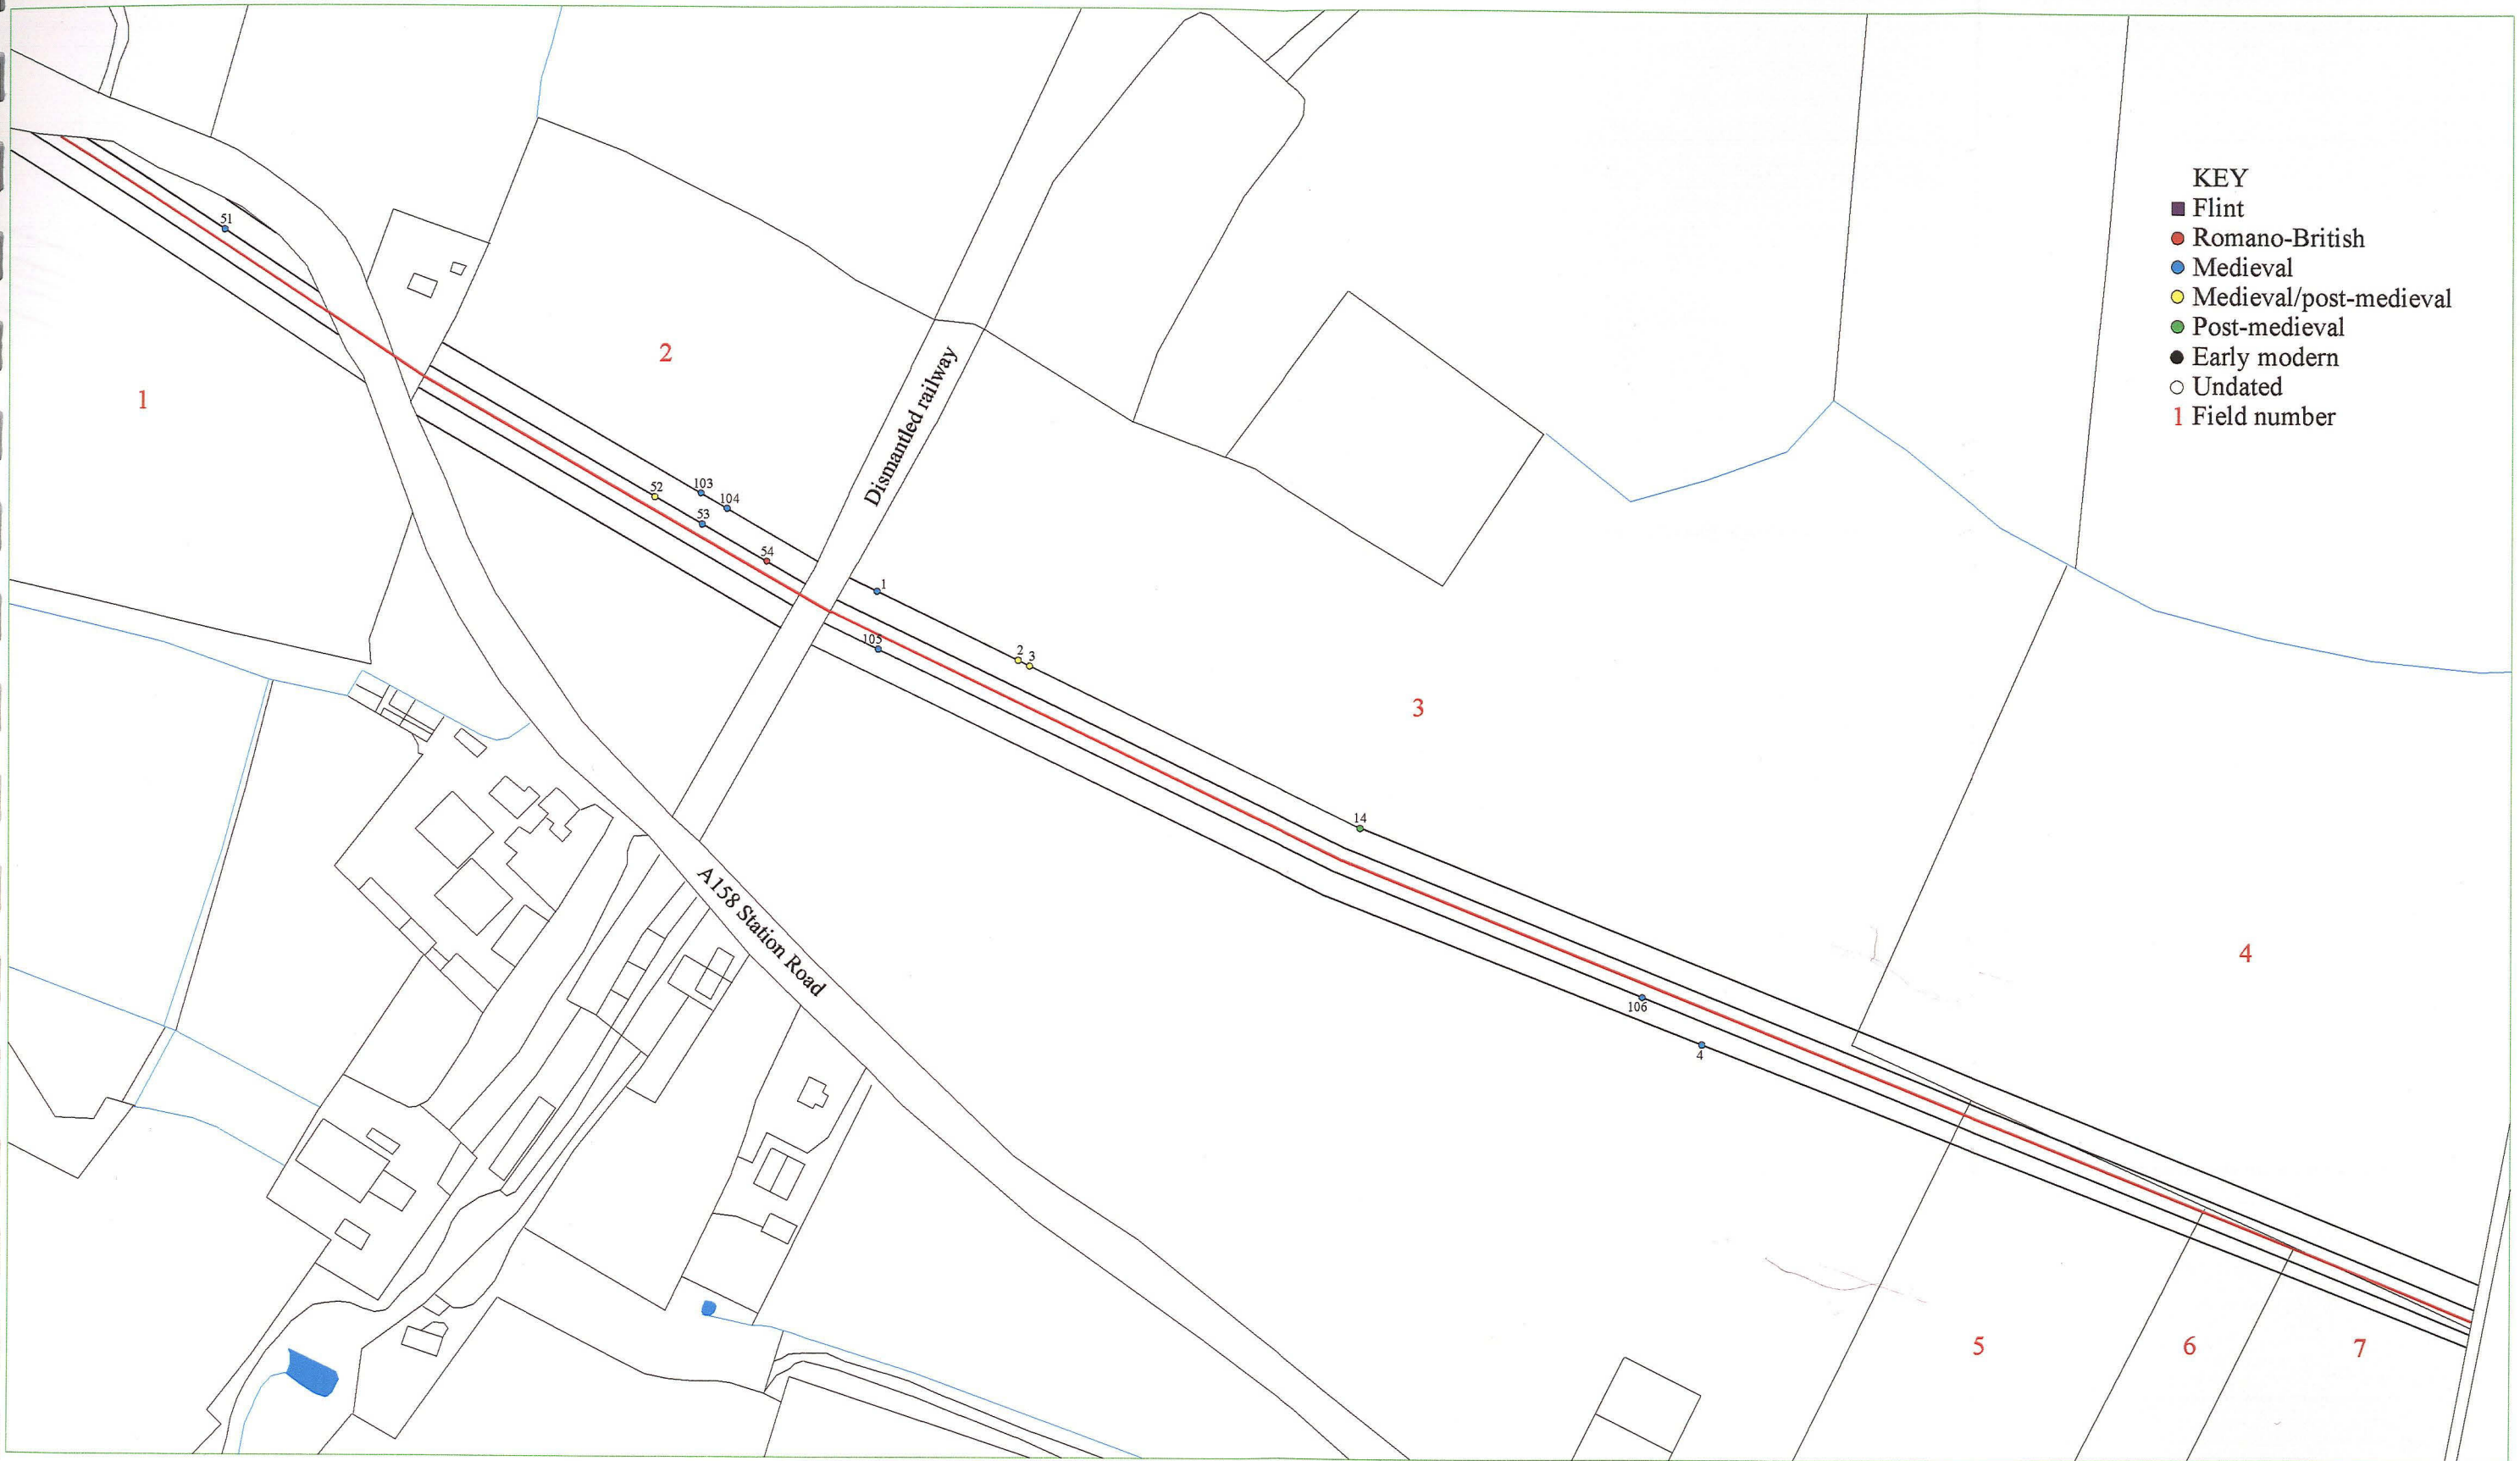 KEY
Flint
Romano-British
Medieval
Medieval/post-medieval
Post-medieval
Early modern
Undated
1 Field number
51
1
2
Dismantled railway
103
52
104
53
54
1
105
2 3
3
14
A158 Station Road
4
106
4
5
6
7